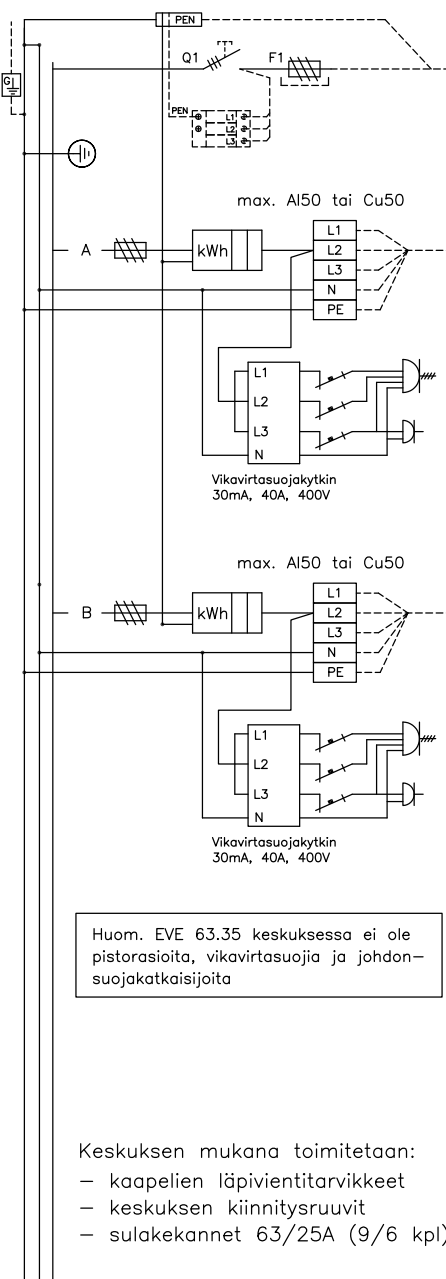 PEN
Q1 F1
G
PEN L1
L2
L3
max. Al50 tai Cu50
L1
A kWh L2
L3
N
PE
L1
L2
L3
N
Vikavirtasuojakytkin
30mA, 40A, 400V
max. Al50 tai Cu50
L1
B kWh L2
L3
N
PE
L1
L2
L3
N
Vikavirtasuojakytkin
30mA, 40A, 400V
Huom. EVE 63.35 keskuksessa ei ole
pistorasioita, vikavirtasuojia ja johdon–
suojakatkaisijoita
Keskuksen mukana toimitetaan:
– kaapelien läpivientitarvikkeet
– keskuksen kiinnitysruuvit
– sulakekannet 63/25A (9/6 kpl)